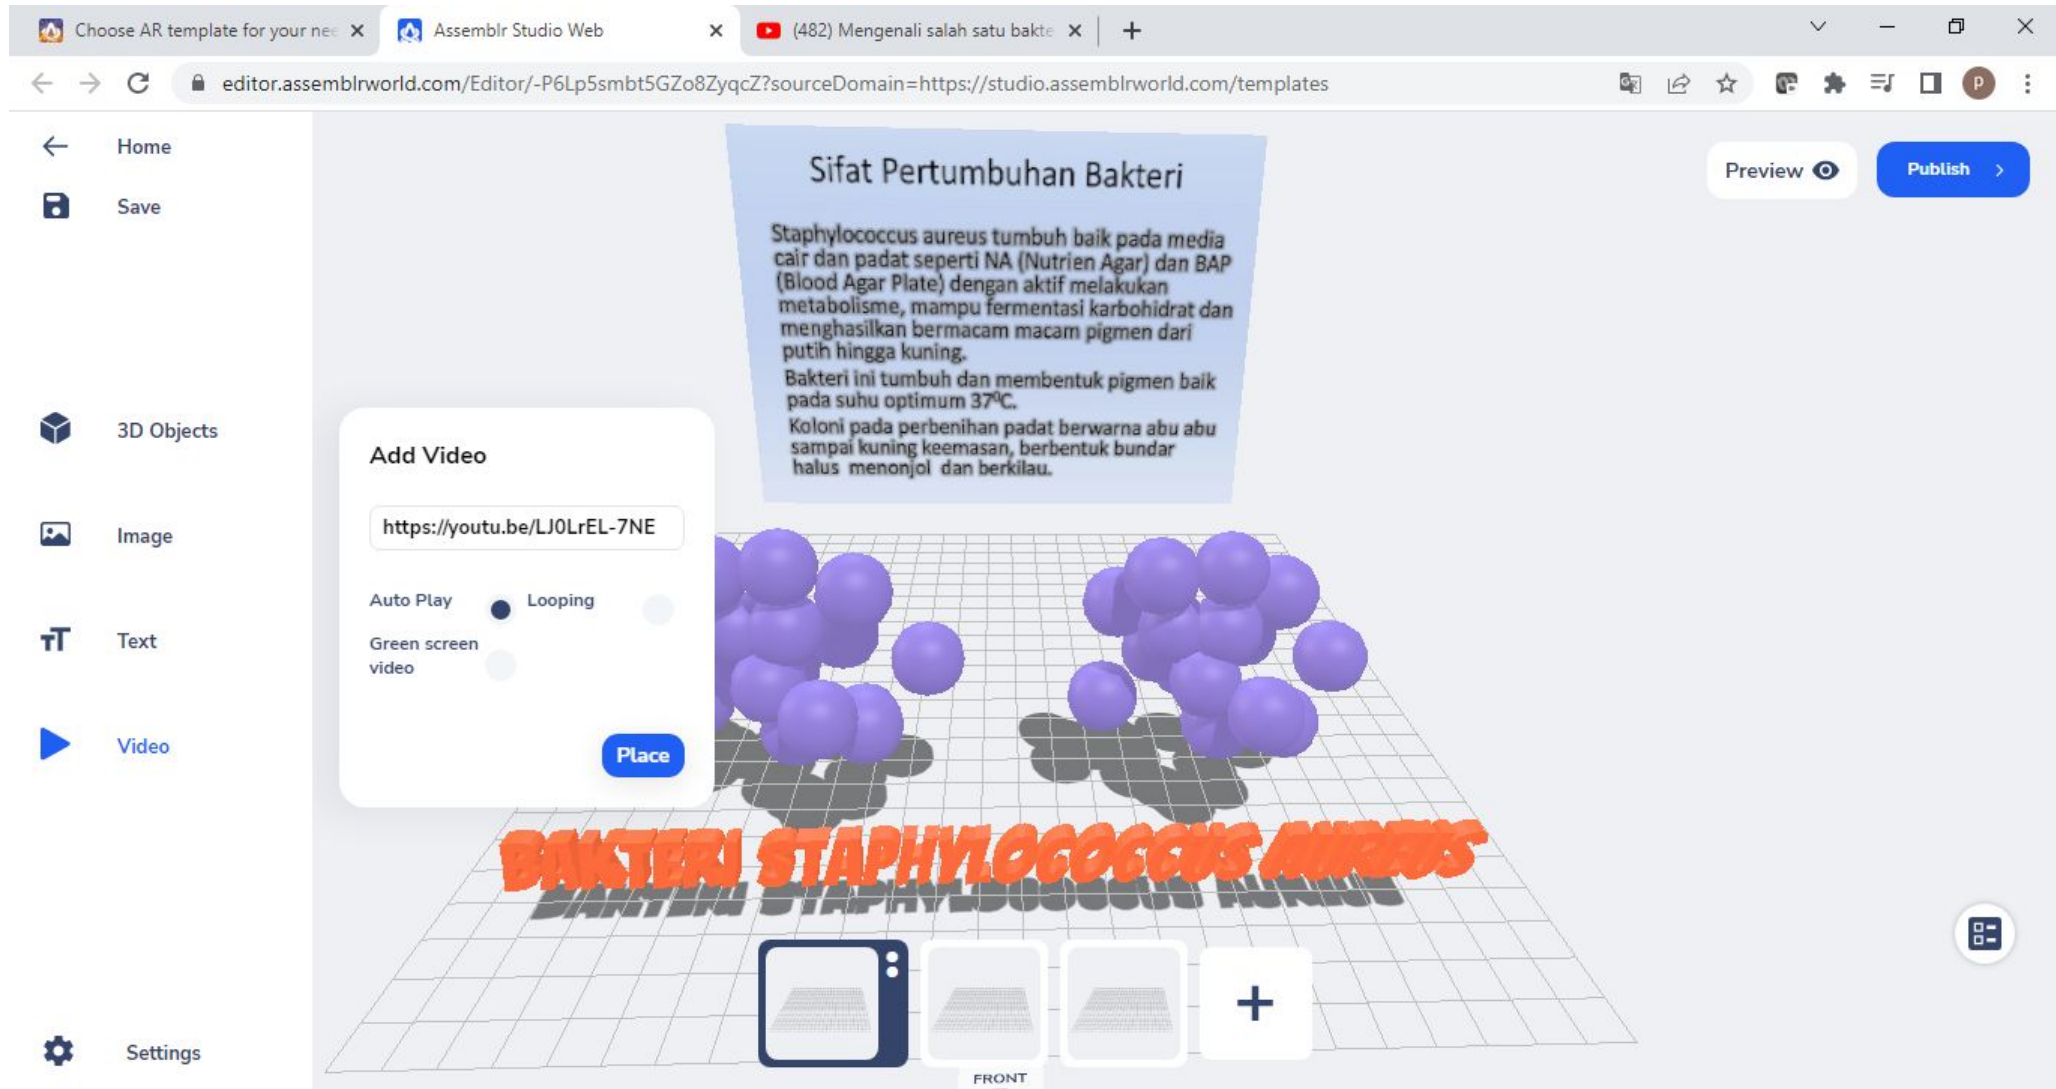 Choose AR template for your nee
Assemblr Studio Web
(482) Mengenali salah satu bakte
editor.assemblrworld.com/Editor/-P6Lp5smbt5GZo8ZyqcZ?sourceDomain=https://studio.assemblrworld.com/templates
P
Home
Save
Preview
Publish
Sifat Pertumbuhan Bakteri
Staphylococcus aureus tumbuh baik pada media
cair dan padat seperti NA (Nutrien Agar) dan BAP
(Blood Agar Plate) dengan aktif melakukan
metabolisme, mampu fermentasi karbohidrat dan
menghasilkan bermacam macam pigmen dari
putih hingga kuning.
Bakteri ini tumbuh dan membentuk pigmen baik
pada suhu optimum 37⁰C.
Koloni pada perbenihan padat berwarna abu abu
sampai kuning keemasan, berbentuk bundar
halus menonjol dan berkilau.
3D Objects
Image
Text
Video
Add Video
https://youtu.be/LJ0LrEL-7NE
Auto Play
Looping
Green screen
video
Place
BAKTERI STAPHYLOCOCCUS AUREUS
FRONT
Settings